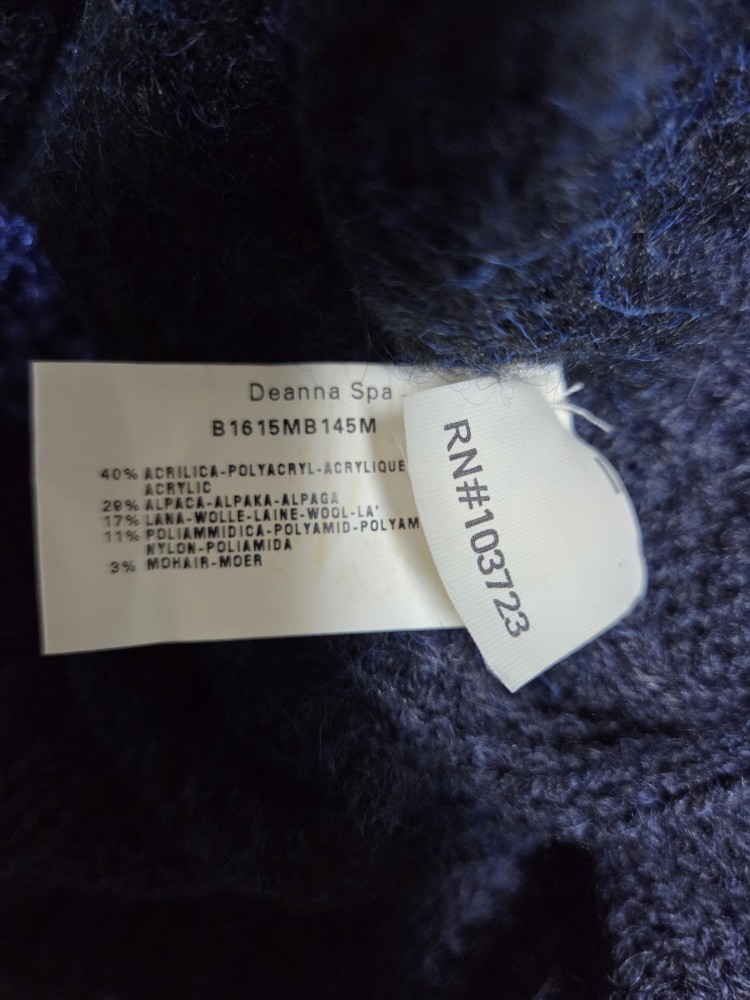 Deanna Spa
B1615MB145M
40% ACRILICA-POLYACRYL-ACRYLIQUE
ACRYLIC
29% ALPACA-ALPAKA-ALPAGA
17% LANA-WOLLE-LAINE-WOOL-LA'
11% POLIAMMIDICA-POLYAMID-POLYAM
NYLON-POLIAMIDA
3% MOHAIR-MOER
RN#103723